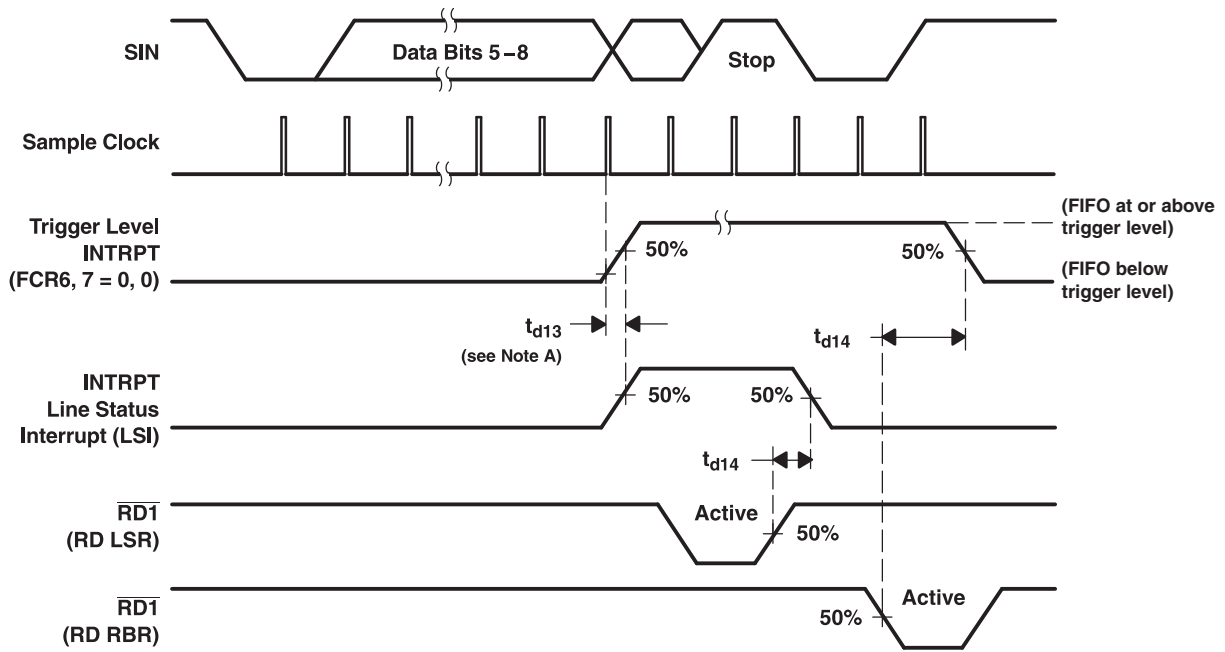 SIN
Data Bits 5–8
Stop
Sample Clock
Trigger Level
INTRPT
(FCR6, 7 = 0, 0)
50%
50%
(FIFO at or above
trigger level)
(FIFO below
trigger level)
td13
(see Note A)
td14
INTRPT
Line Status
Interrupt (LSI)
50%
50%
td14
RD1
(RD LSR)
Active
50%
RD1
(RD RBR)
50%
Active